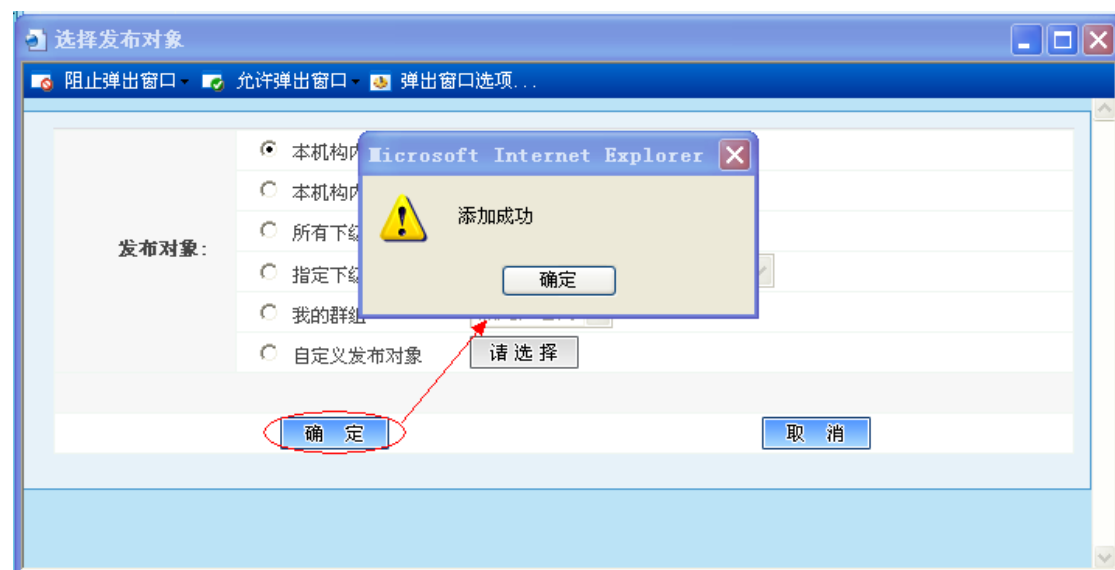 选择发布对象
阻止弹出窗口 允许弹出窗口 弹出窗口选项...
本机构内
Microsoft Internet Explorer
本机构内
添加成功
所有下级
发布对象:
指定下级
确定
我的群组
自定义发布对象 请选择
确 定 取 消